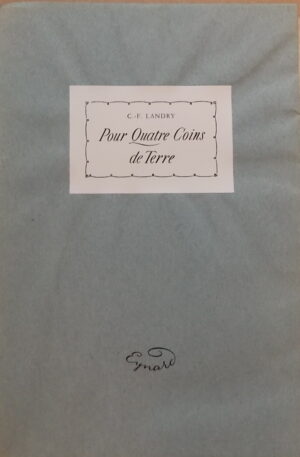 C.-F. LANDRY
Pour Quatre Coins
de Terre
Eynard